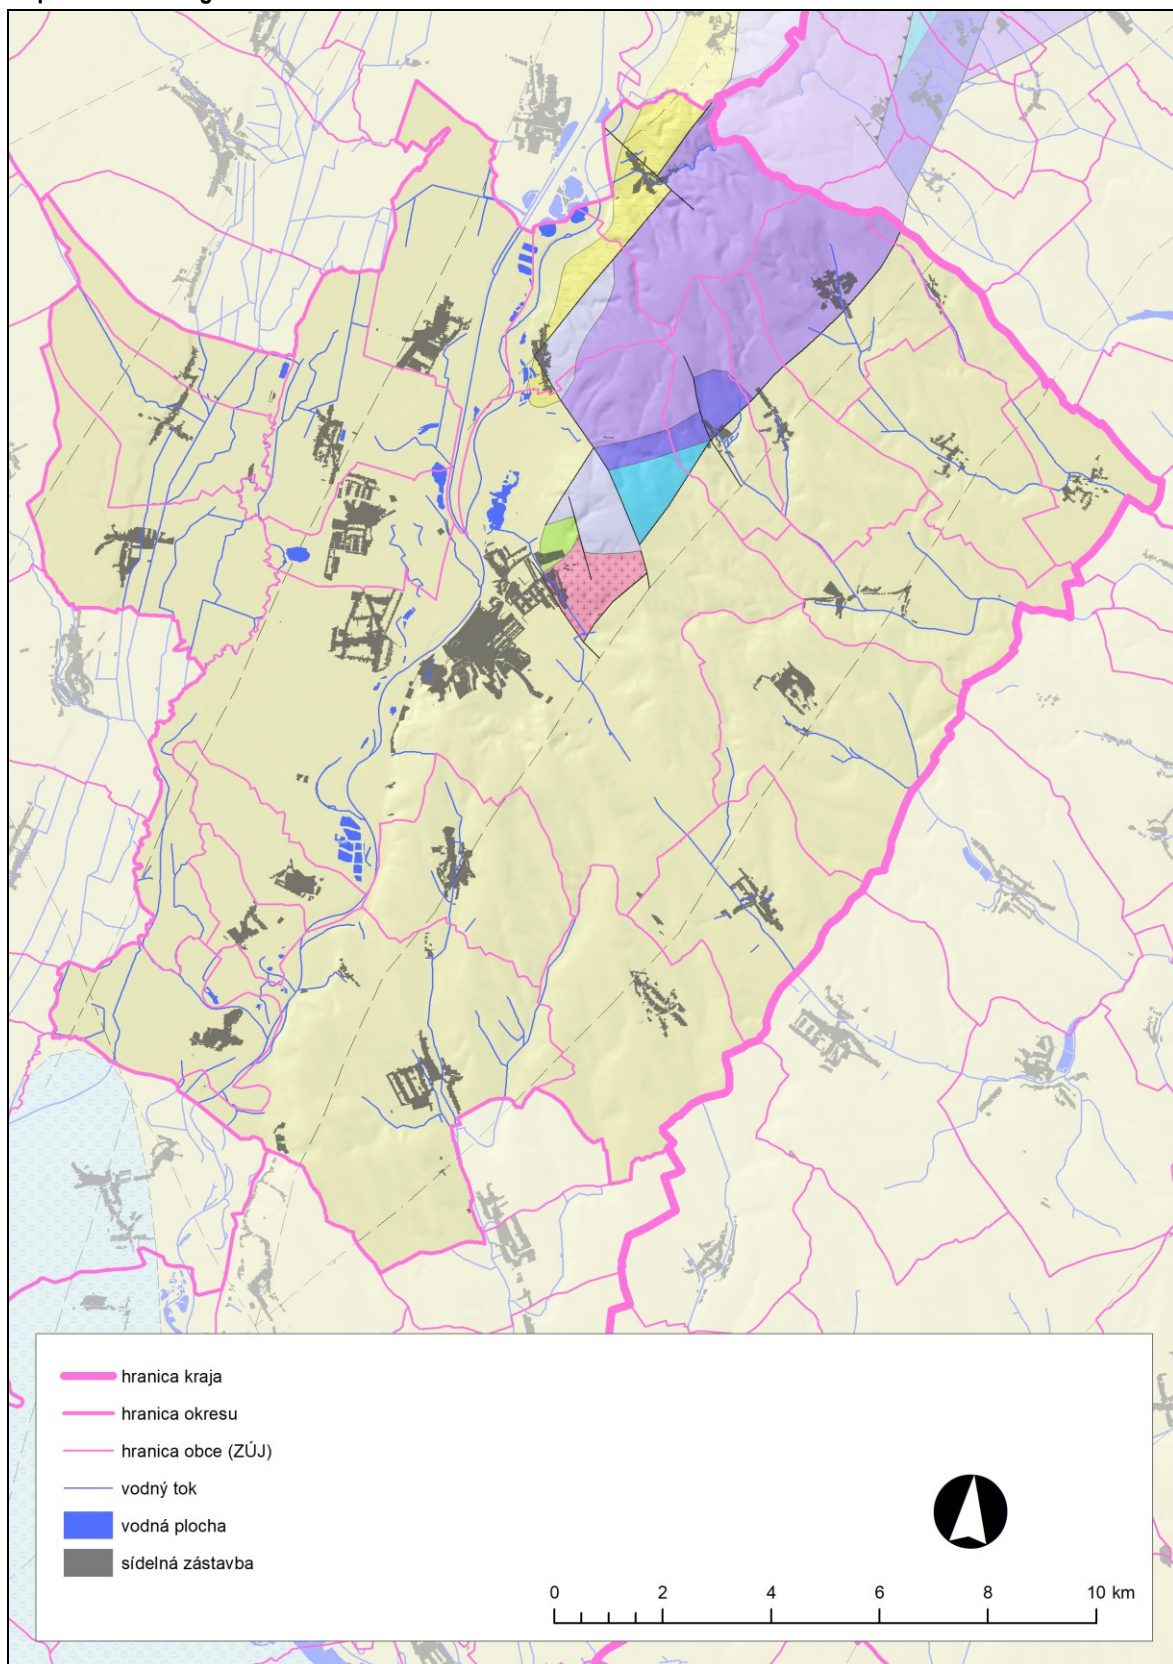 hranica kraja
hranica okresu
hranica obce (ZÚJ)
vodný tok
vodná plocha
sídelná zástavba
0 2 4 6 8 10 km